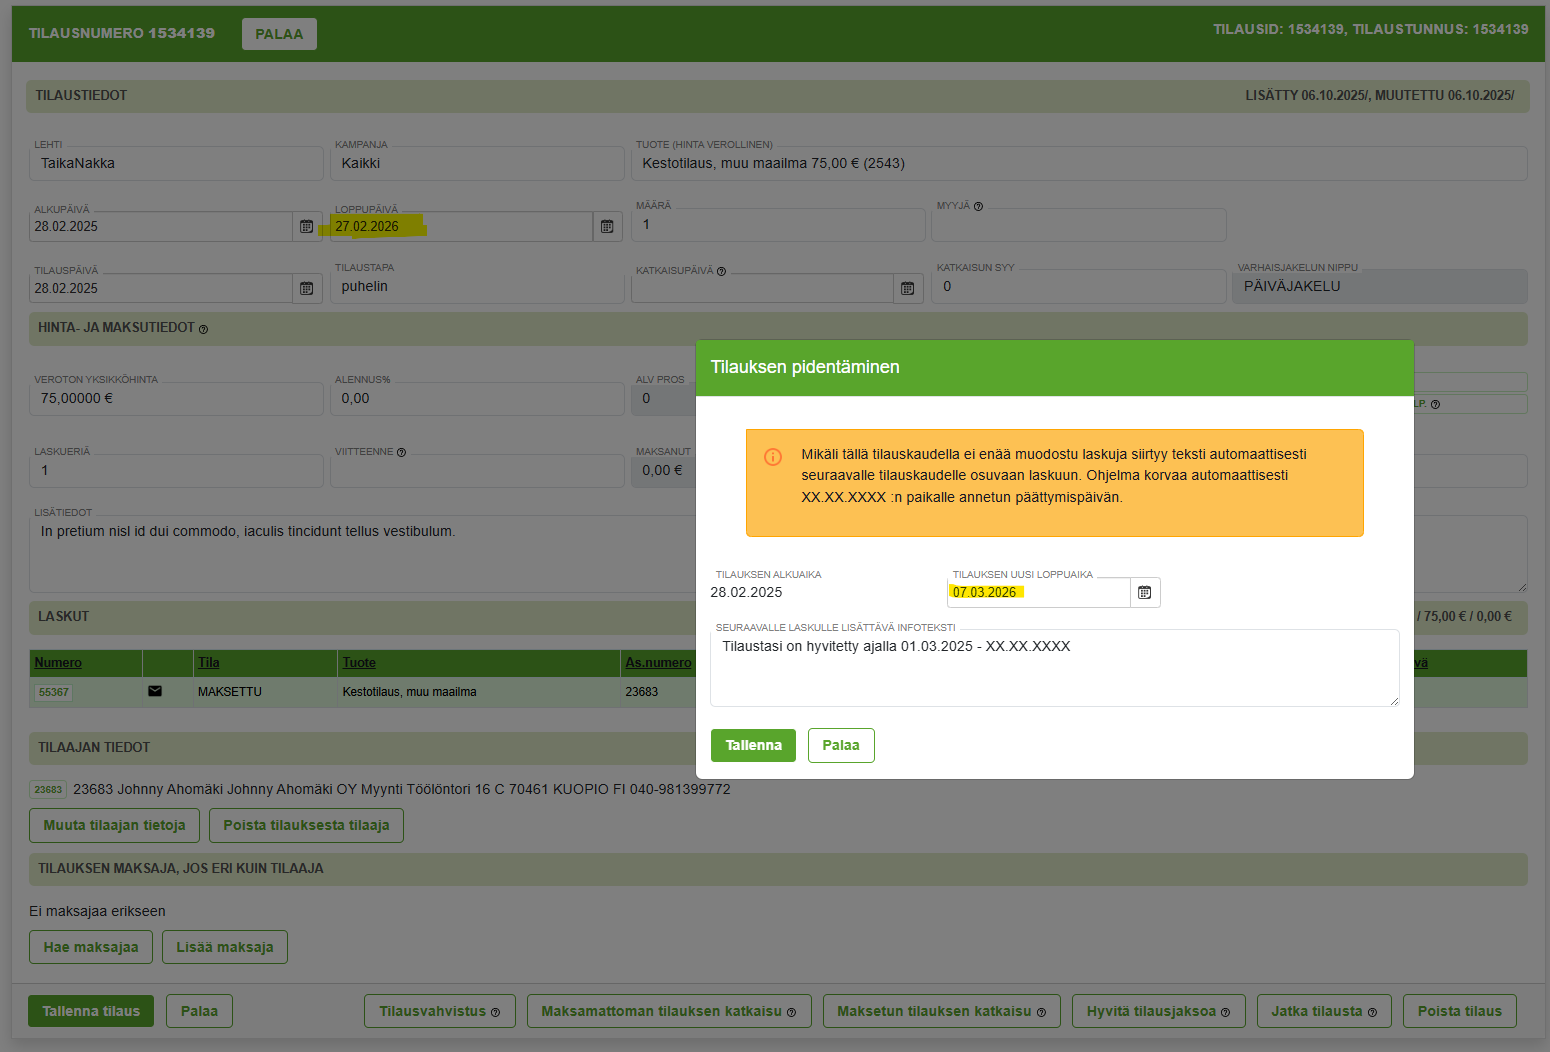 TILAUSNUMERO 1534139 PALAA TILAUSID: 1534139, TILAUSTUNNUS: 1534139
TILAUSTIEDOT LISÄTTY 06.10.2025/, MUUTETTU 06.10.2025/
LEHTI KAMPANJA TUOTE (HINTA VEROLLINEN)
TaikaNakka Kaikki Kestotilaus, muu maailma 75,00 € (2543)
ALKUPÄIVÄ LOPPUPÄIVÄ MÄÄRÄ MYYJÄ
28.02.2025 27.02.2026 1
TILAUSPÄIVÄ TILAUSTAPA KATKAISUPÄIVÄ KATKAISUN SYY VARHAISJAKELUN NIPPU
28.02.2025 puhelin 0 PÄIVÄJAKELU
HINTA- JA MAKSUTIEDOT
VEROTON YKSIKKÖHINTA ALENNUS% ALV PROS
75,00000 € 0,00 0 LP.
LASKUERIÄ VIITTEENNE MAKSANUT
1 0,00 €
LISÄTIEDOT
In pretium nisl id dui commodo, iaculis tincidunt tellus vestibulum.
LASKUT / 75,00 € / 0,00 €
Numero Tila Tuote As.numero vä
55367 MAKSETTU Kestotilaus, muu maailma 23683
TILAAJAN TIEDOT
23683 23683 Johnny Ahomäki Johnny Ahomäki OY Myynti Töölöntori 16 C 70461 KUOPIO FI 040-981399772
Muuta tilaajan tietoja Poista tilauksesta tilaaja
TILAUKSEN MAKSAJA, JOS ERI KUIN TILAAJA
Ei maksajaa erikseen
Hae maksajaa Lisää maksaja
Tallenna tilaus Palaa Tilausvahvistus Maksamattoman tilauksen katkaisu Maksetun tilauksen katkaisu Hyvitä tilausjaksoa Jatka tilausta Poista tilaus
Tilauksen pidentäminen
Mikäli tällä tilauskaudella ei enää muodostu laskuja siirtyy teksti automaattisesti
seuraavalle tilauskaudelle osuvaan laskuun. Ohjelma korvaa automaattisesti
XX.XX.XXXX :n paikalle annetun päättymispäivän.
TILAUKSEN ALKUAIKA TILAUKSEN UUSI LOPPUAIKA
28.02.2025 07.03.2026
SEURAAVALLE LASKULLE LISÄTTÄVÄ INFOTEKSTI
Tilaustasi on hyvitetty ajalla 01.03.2025 - XX.XX.XXXX
Tallenna Palaa